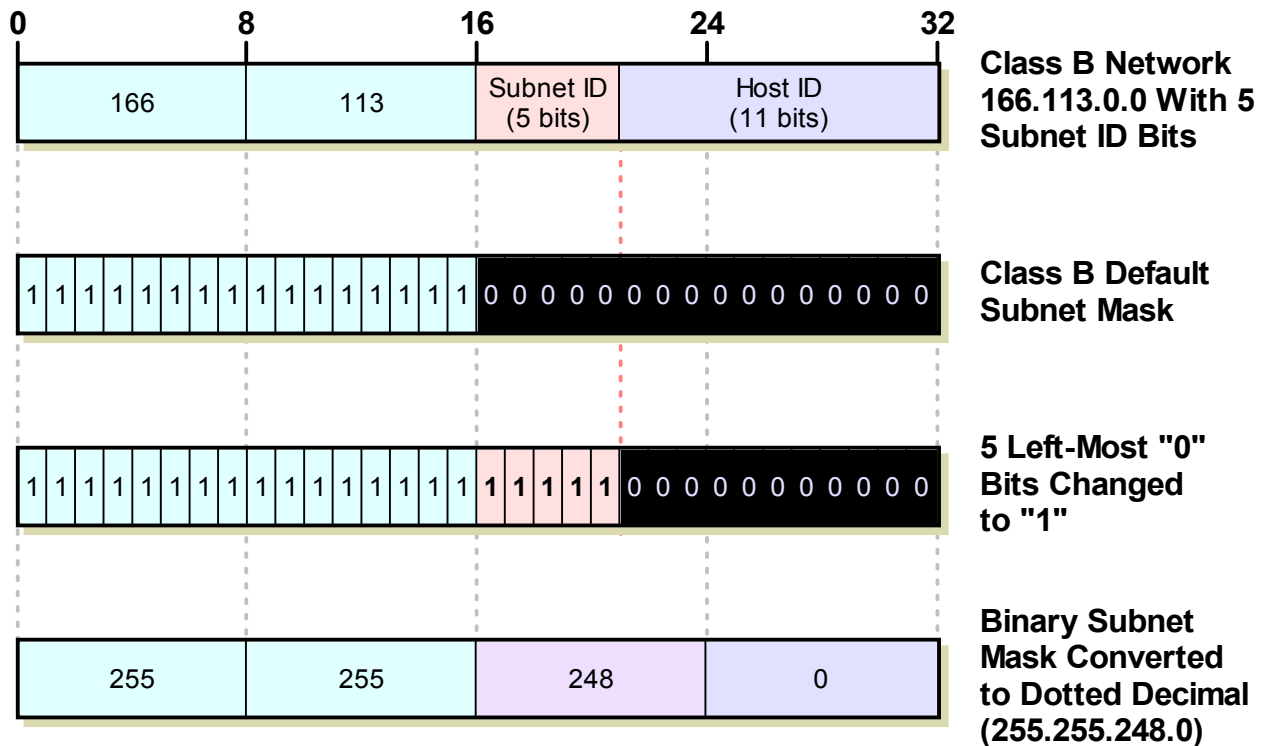 0 8 16 24 32
166 113 Subnet ID
(5 bits) Host ID
(11 bits)
Class B Network
166.113.0.0 With 5
Subnet ID Bits
1 1 1 1 1 1 1 1 1 1 1 1 1 1 1 1 0 0 0 0 0 0 0 0 0 0 0 0 0 0 0 0
Class B Default
Subnet Mask
1 1 1 1 1 1 1 1 1 1 1 1 1 1 1 1 1 1 1 1 1 0 0 0 0 0 0 0 0 0 0 0
5 Left-Most "0"
Bits Changed
to "1"
255 255 248 0
Binary Subnet
Mask Converted
to Dotted Decimal
(255.255.248.0)